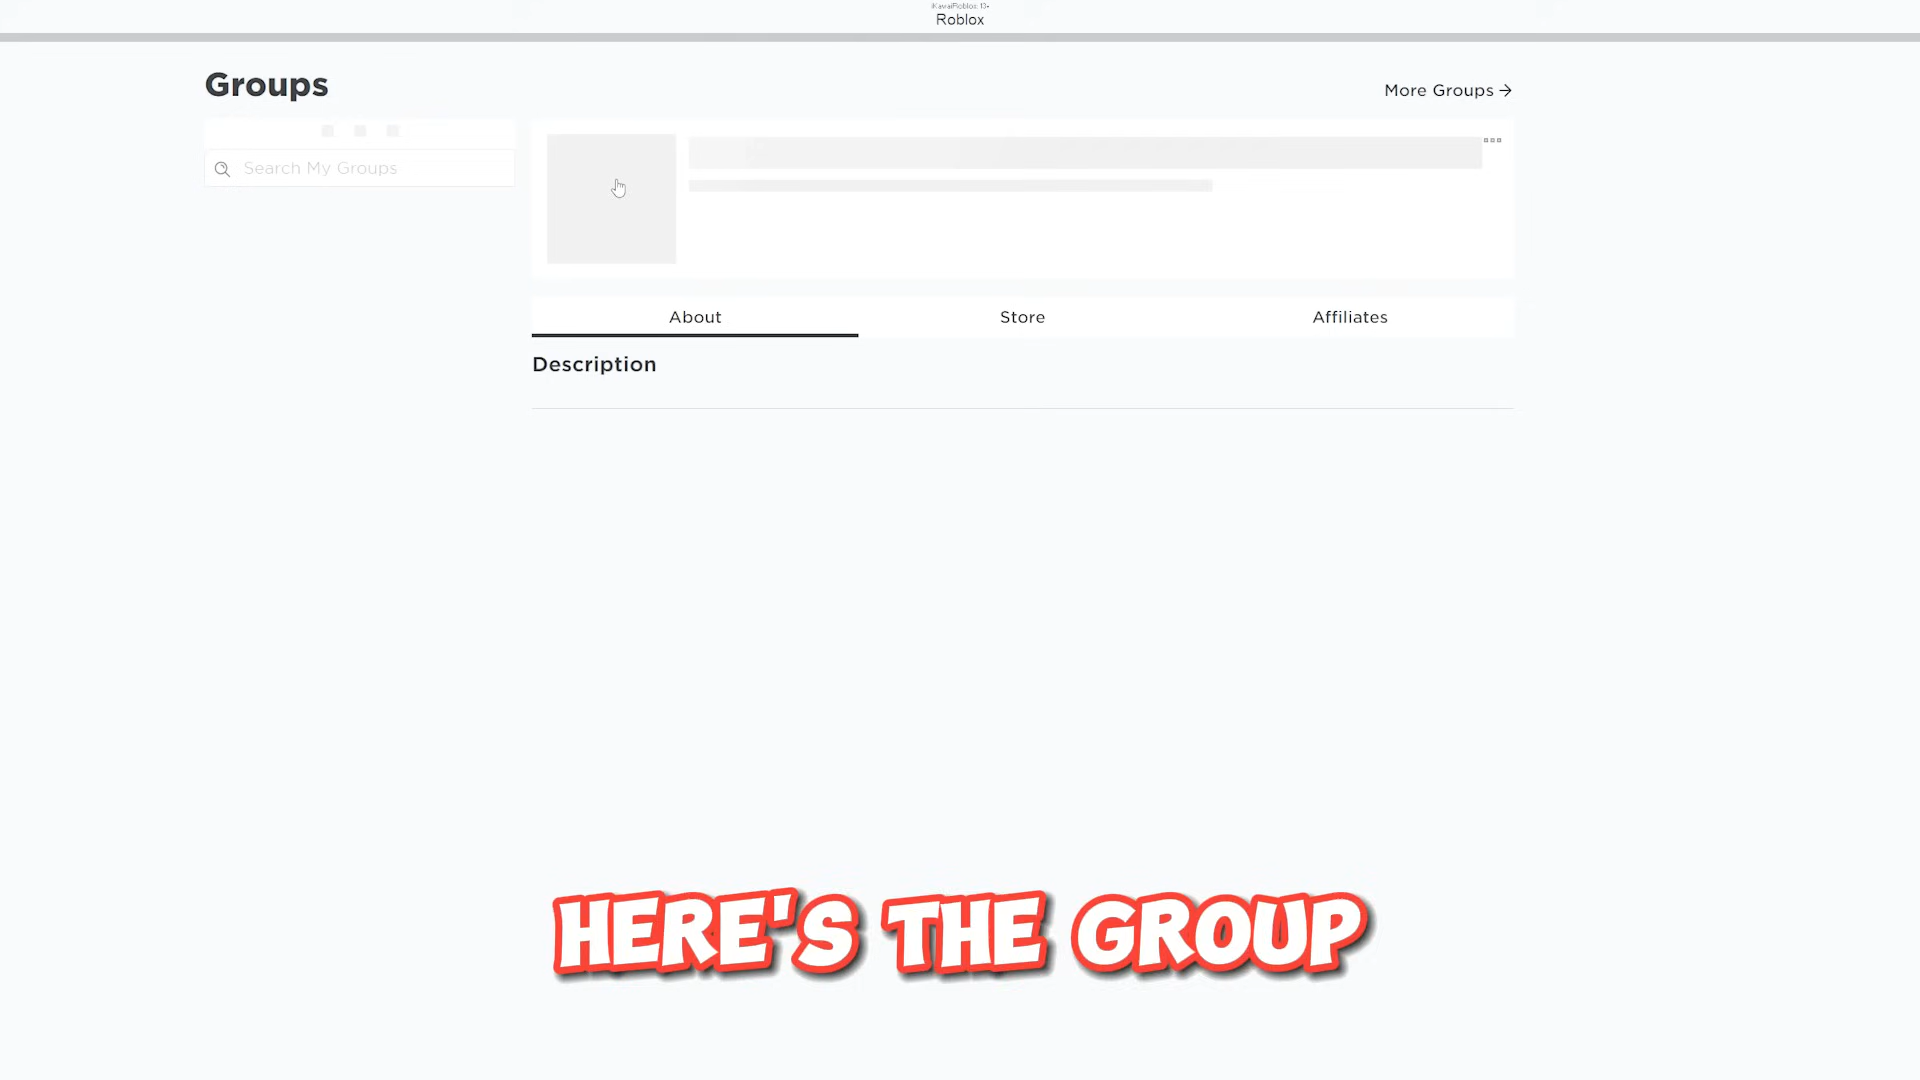 Roblox
Groups
More Groups →
Search My Groups
About
Store
Affiliates
Description
HERE'S THE GROUP